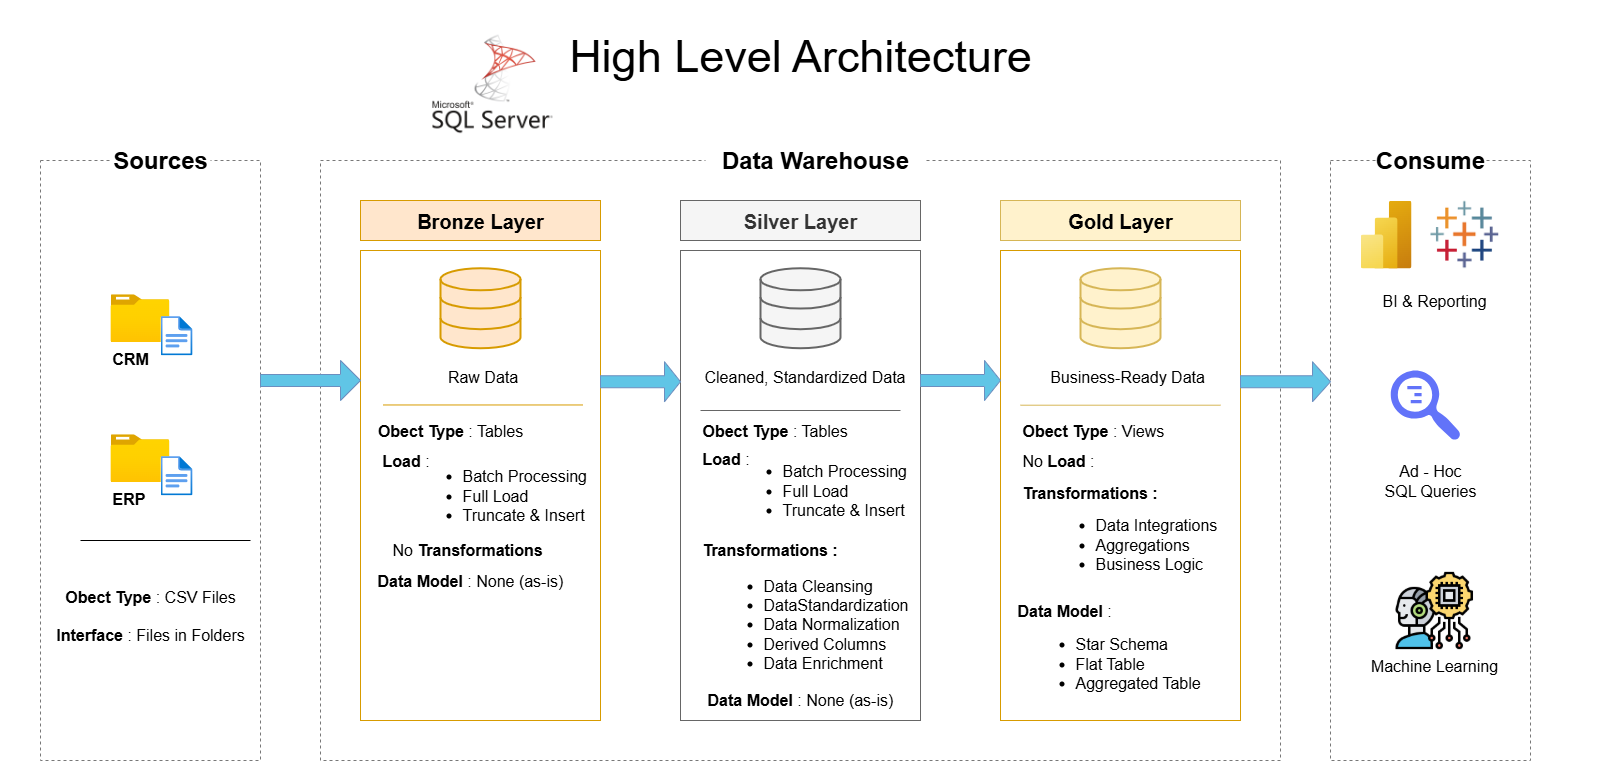 High Level Architecture
Microsoft®
SQL Server
Sources
CRM
ERP
Obect Type : CSV Files
Interface : Files in Folders
Data Warehouse
Bronze Layer
Raw Data
Obect Type : Tables
Load :
• Batch Processing
• Full Load
• Truncate & Insert
No Transformations
Data Model : None (as-is)
Silver Layer
Cleaned, Standardized Data
Obect Type : Tables
Load :
• Batch Processing
• Full Load
• Truncate & Insert
Transformations :
• Data Cleansing
• DataStandardization
• Data Normalization
• Derived Columns
• Data Enrichment
Data Model : None (as-is)
Gold Layer
Business-Ready Data
Obect Type : Views
No Load :
Transformations :
• Data Integrations
• Aggregations
• Business Logic
Data Model :
• Star Schema
• Flat Table
• Aggregated Table
Consume
BI & Reporting
Ad - Hoc
SQL Queries
Machine Learning